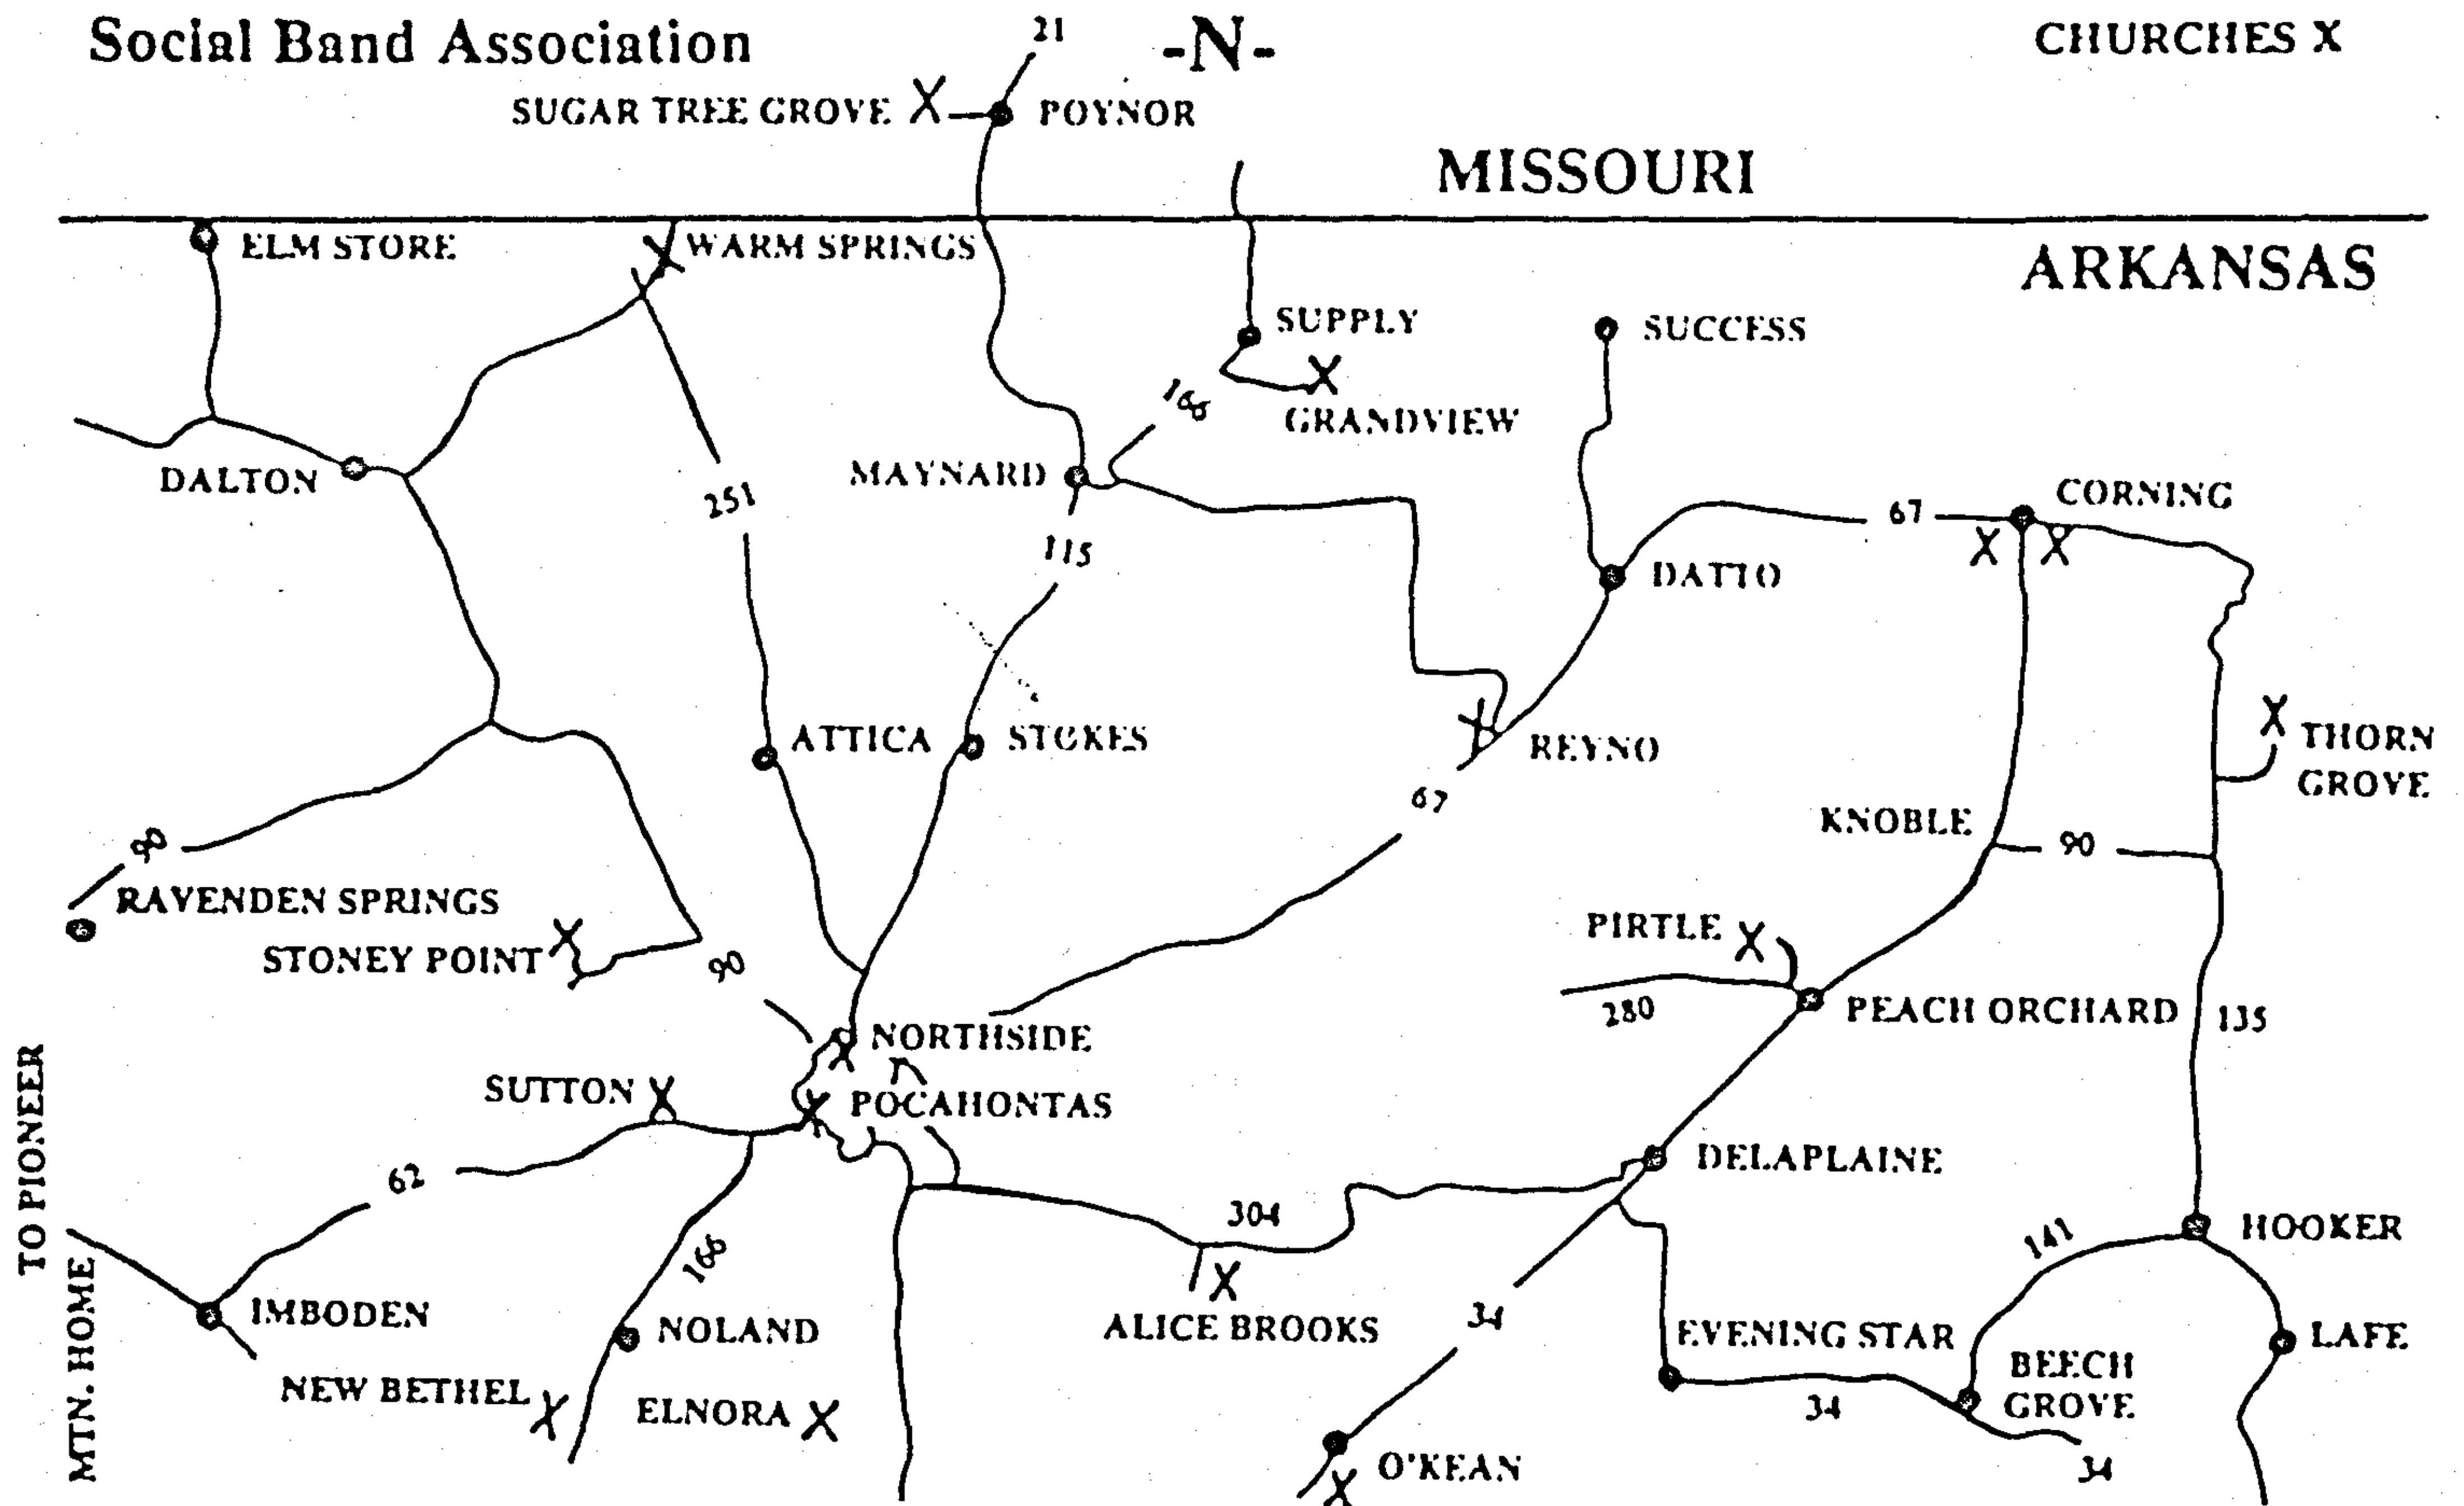 Social Band Association
-N-
CHURCHES X
21
SUGAR TREE GROVE X
POYNOR
MISSOURI
ELM STORE
X WARM SPRINGS
ARKANSAS
SUPPLY
SUCCESS
X
GRANDVIEW
166
DALTON
MAYNARD
251
CORNING
67
X X
115
DATTO
ATTICA
STOKES
X
REYNO
X
THORN
GROVE
67
KNOBLE
90
90
RAVENDEN SPRINGS
STONEY POINT X
90
PIRTLE X
280
PEACH ORCHARD
135
NORTHSIDE
X
SUTTON X
X POCAHONTAS
TO PIONEER
62
DELAPLAINE
304
166
141
HOOKER
MTN. HOME
IMBODEN
NOLAND
X
ALICE BROOKS
34
EVENING STAR
LAFE
BEECH
GROVE
NEW BETHEL X
ELNORA X
34
O'KEAN
X
34